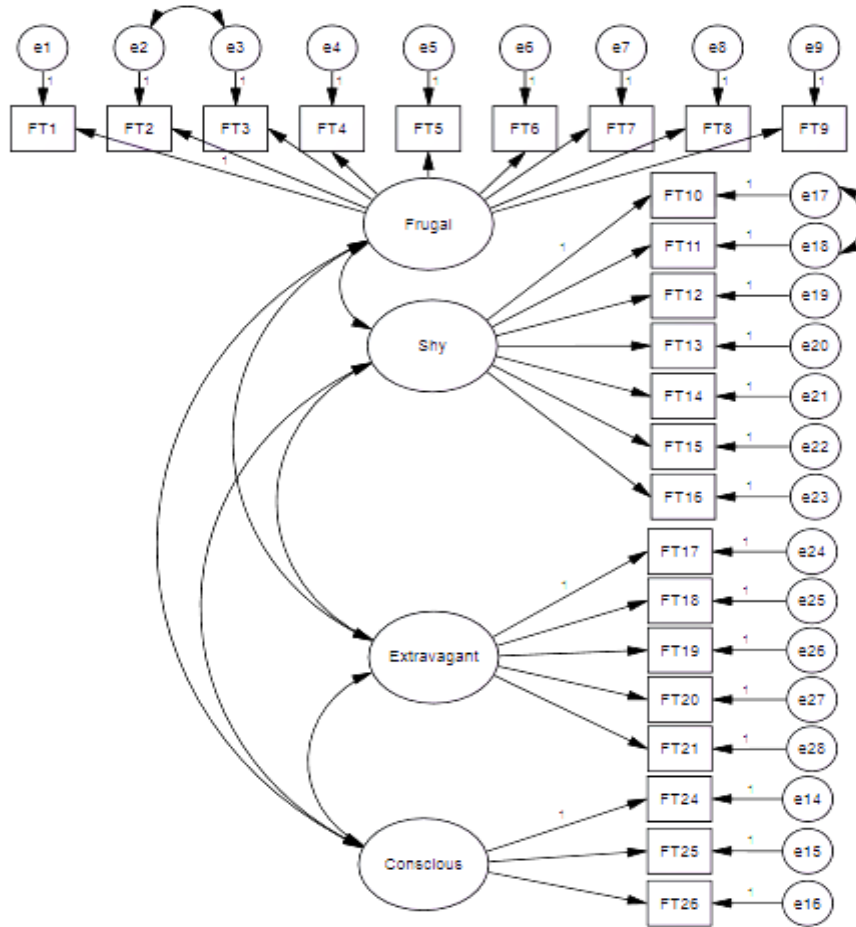 e1 e2 e3 e4 e5 e6 e7 e8 e9
1 1 1 1 1 1 1 1 1
FT1 FT2 FT3 FT4 FT5 FT6 FT7 FT8 FT9
1
Frugal
FT10 1 e17
1
FT11 1 e18
FT12 1 e19
Shy
FT13 1 e20
FT14 1 e21
FT15 1 e22
FT16 1 e23
FT17 1 e24
1
FT18 1 e25
Extravagant
FT19 1 e26
FT20 1 e27
FT21 1 e28
FT24 1 e14
1
Conscious
FT25 1 e15
FT26 1 e16